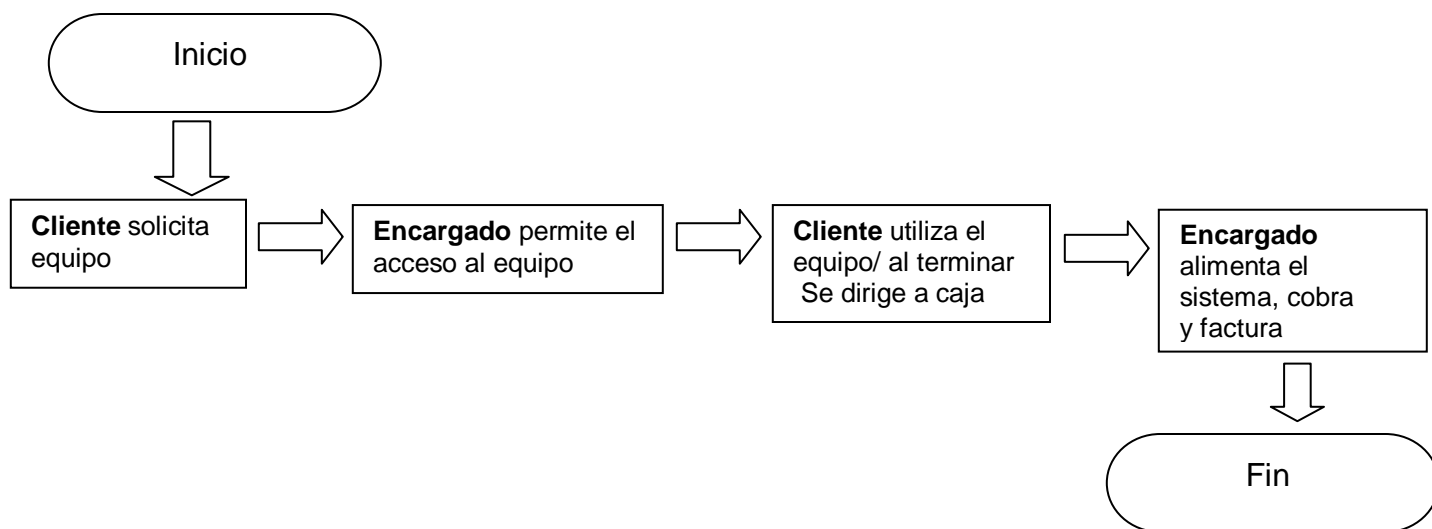 Inicio
Cliente solicita
equipo
Encargado permite el
acceso al equipo
Cliente utiliza el
equipo/ al terminar
Se dirige a caja
Encargado
alimenta el
sistema, cobra
y factura
Fin